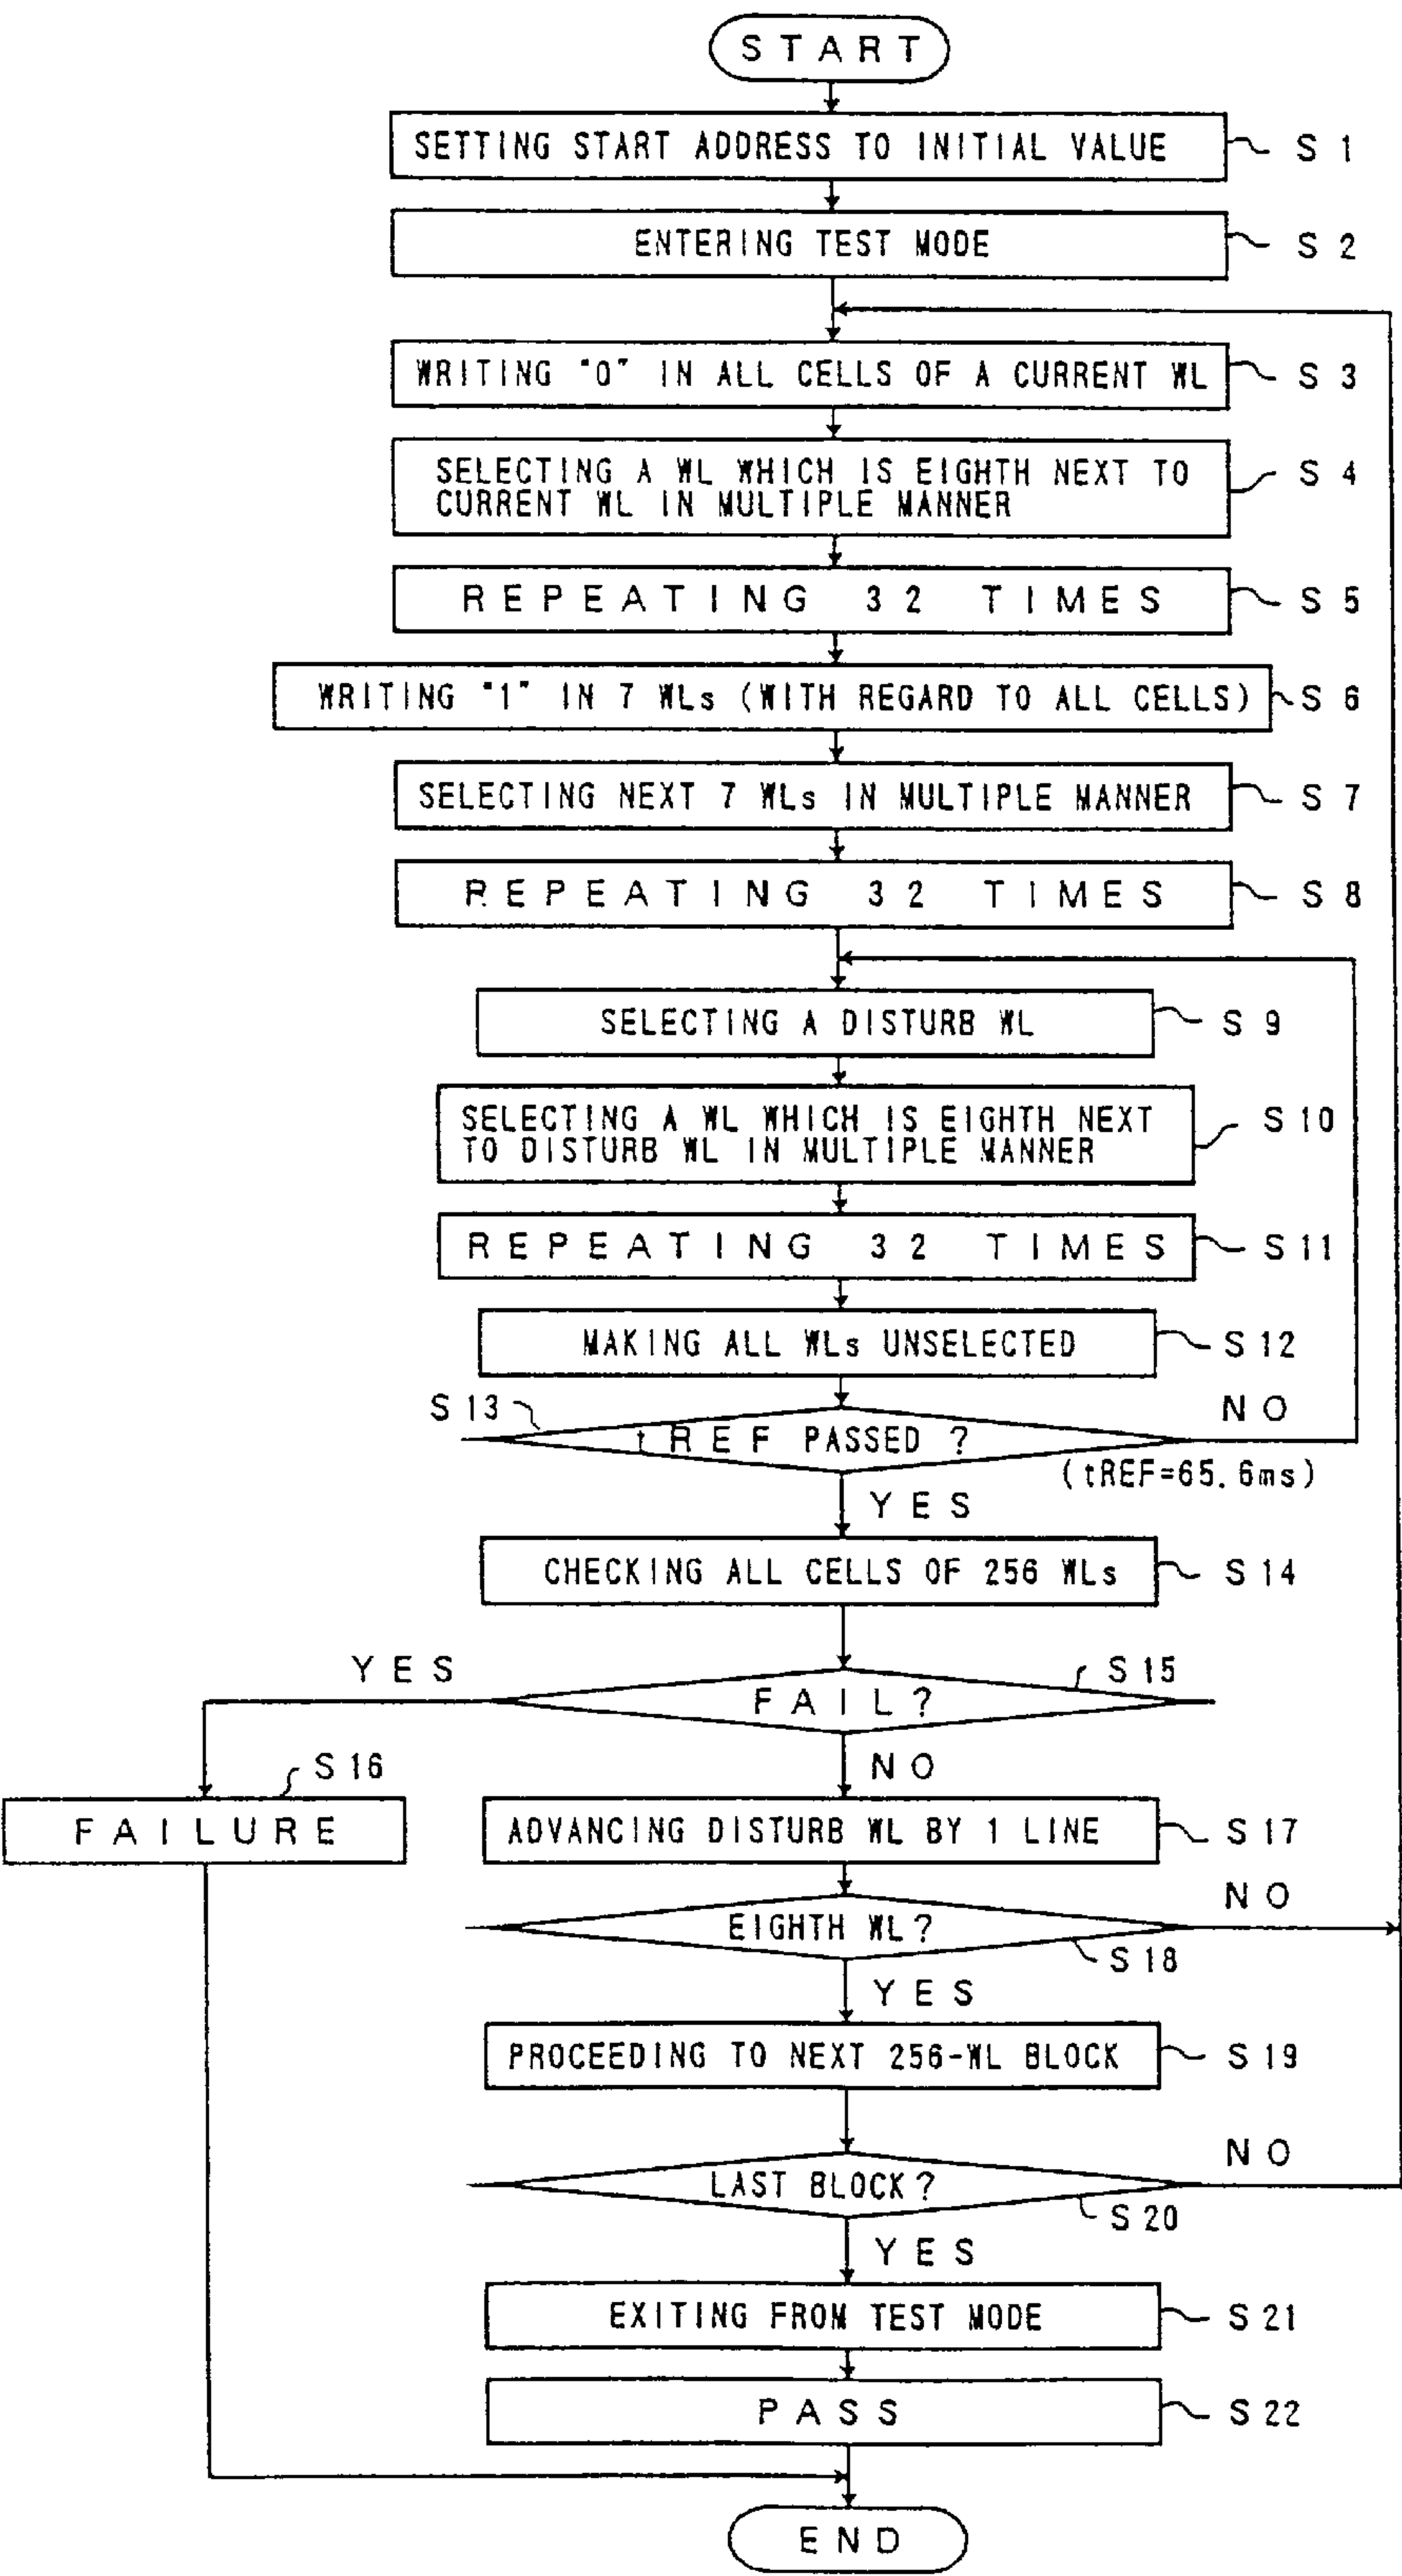 START
SETTING START ADDRESS TO INITIAL VALUE S1
ENTERING TEST MODE S2
WRITING "0" IN ALL CELLS OF A CURRENT WL S3
SELECTING A WL WHICH IS EIGHTH NEXT TO
CURRENT WL IN MULTIPLE MANNER S4
REPEATING 32 TIMES S5
WRITING "1" IN 7 WLs (WITH REGARD TO ALL CELLS) S6
SELECTING NEXT 7 WLs IN MULTIPLE MANNER S7
REPEATING 32 TIMES S8
SELECTING A DISTURB WL S9
SELECTING A WL WHICH IS EIGHTH NEXT
TO DISTURB WL IN MULTIPLE MANNER S10
REPEATING 32 TIMES S11
MAKING ALL WLs UNSELECTED S12
S13 tREF PASSED? NO
(tREF=65.6ms)
YES
CHECKING ALL CELLS OF 256 WLs S14
YES FAIL? S15
NO
S16
FAILURE
ADVANCING DISTURB WL BY 1 LINE S17
EIGHTH WL? NO
S18
YES
PROCEEDING TO NEXT 256-WL BLOCK S19
LAST BLOCK? NO
S20
YES
EXITING FROM TEST MODE S21
PASS S22
END